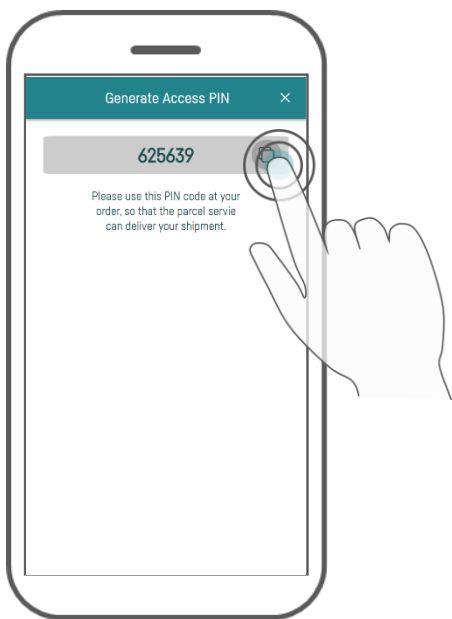 Generate Access PIN
625639
Please use this PIN code at your
order, so that the parcel servie
can deliver your shipment.